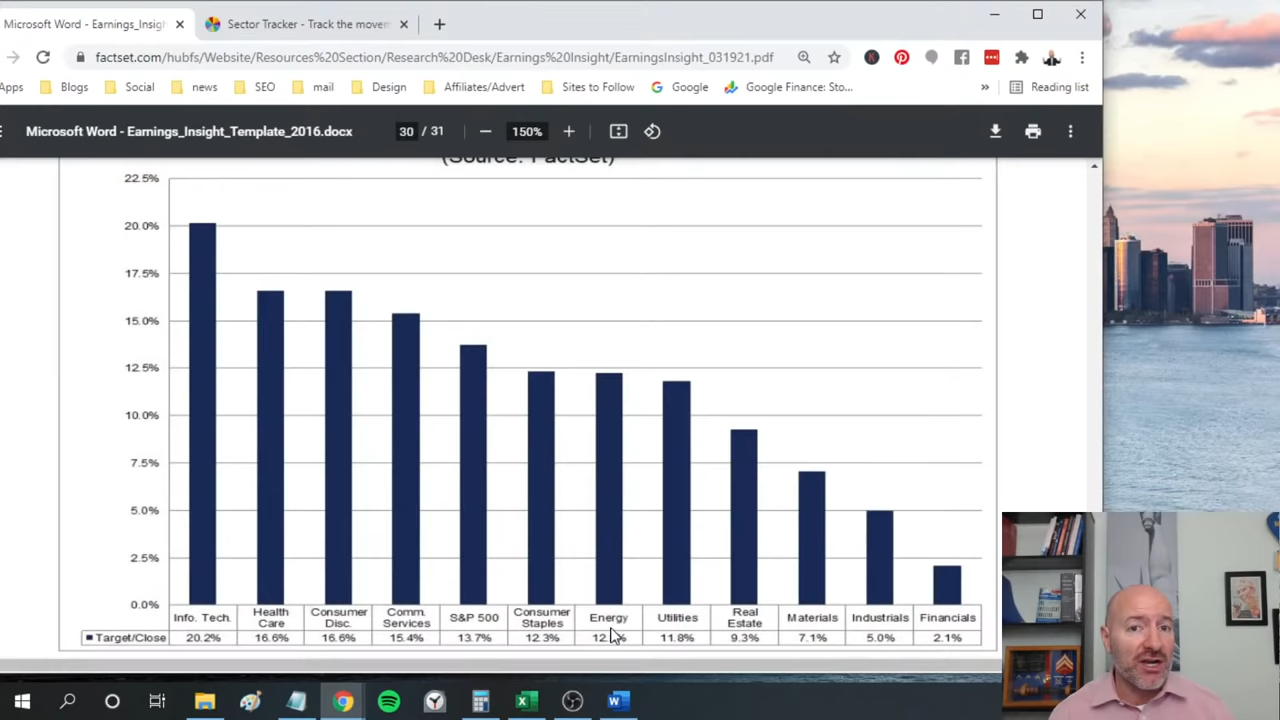 Microsoft Word - Earnings_Insig
Sector Tracker - Track the movem
factset.com/hubfs/Website/Resources%20Section/Research%20Desk/Earnings%20Insight/EarningsInsight_031921.pdf
Apps Blogs Social news SEO mail Design Affiliates/Advert Sites to Follow Google Google Finance: Sto... » Reading list
Microsoft Word - Earnings_Insight_Template_2016.docx 30 / 31 150%
(Source: FactSet)
22.5%
20.0%
17.5%
15.0%
12.5%
10.0%
7.5%
5.0%
2.5%
0.0%
Info. Tech. Health Care Consumer Disc. Comm. Services S&P 500 Consumer Staples Energy Utilities Real Estate Materials Industrials Financials
Target/Close 20.2% 16.6% 16.6% 15.4% 13.7% 12.3% 11.8% 9.3% 7.1% 5.0% 2.1%